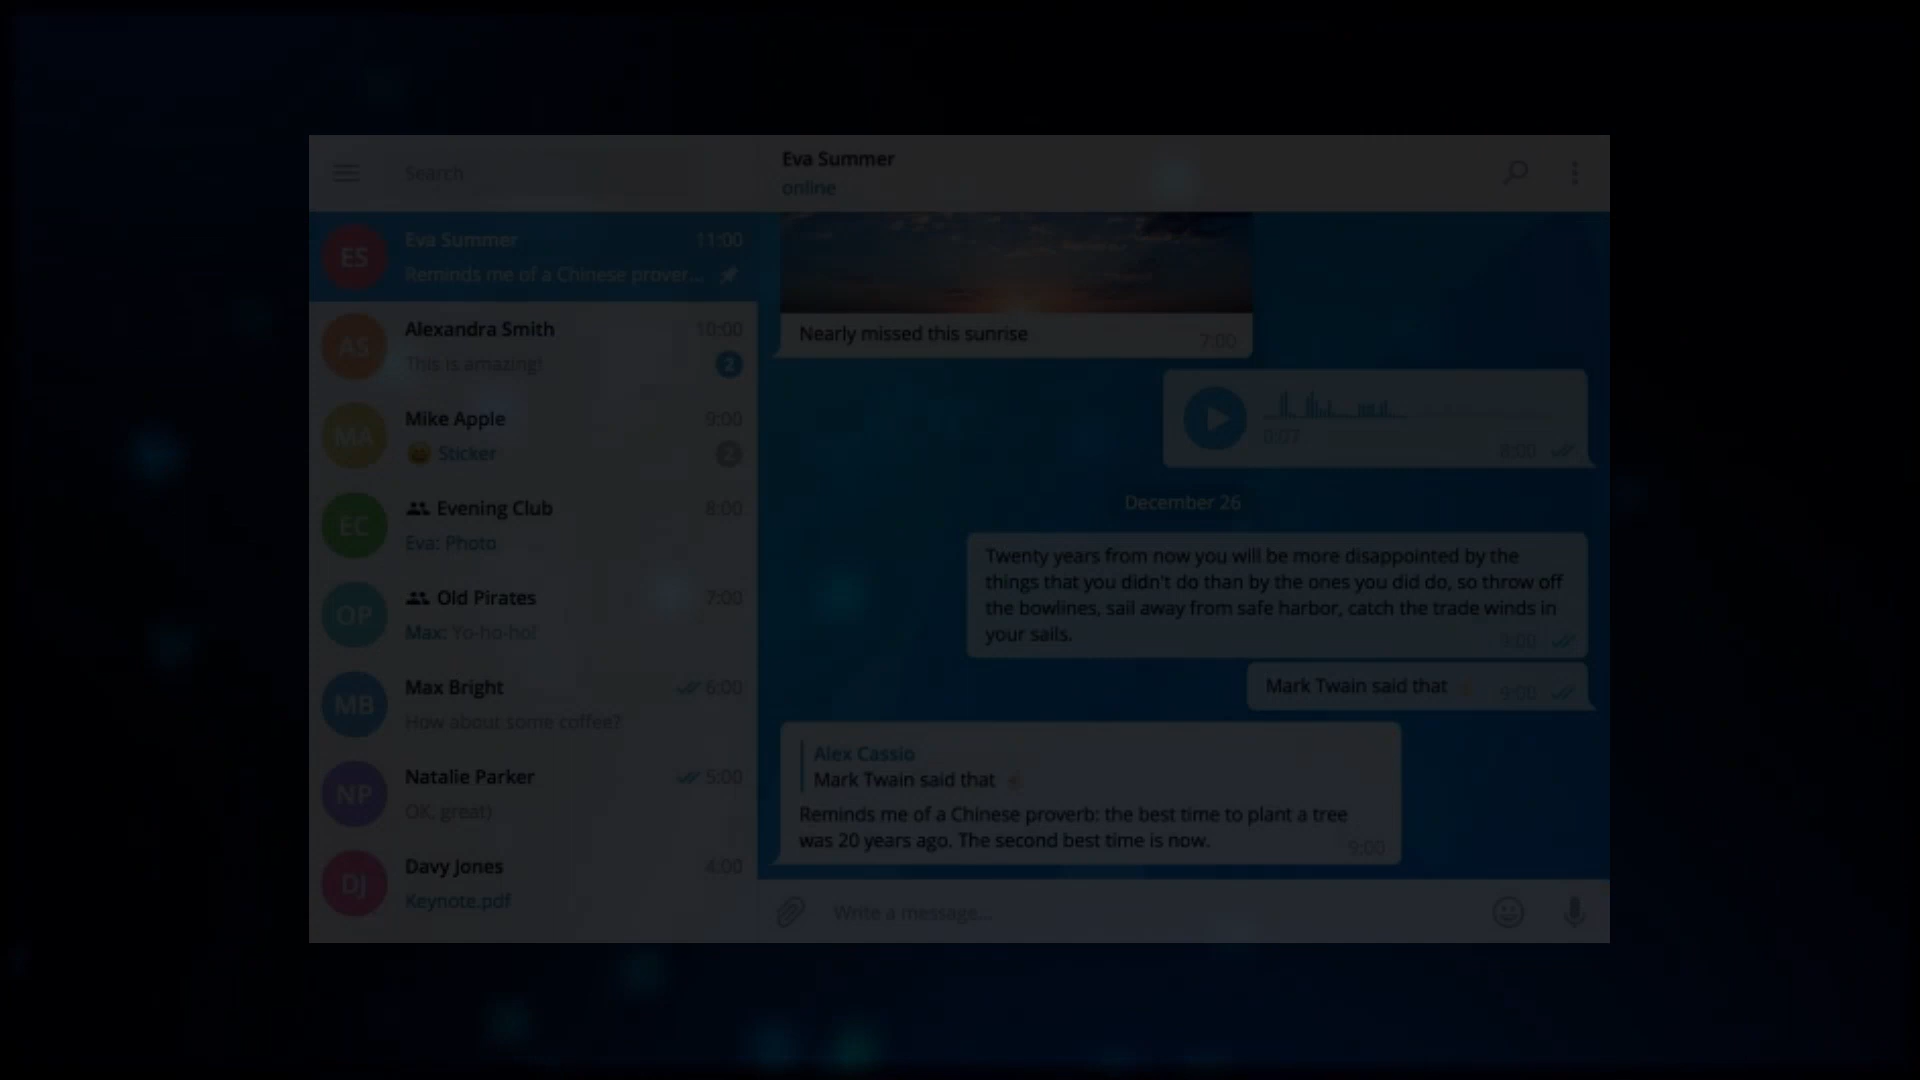 Search
ES
Eva Summer 11:00
Reminds me of a Chinese prover...
AS
Alexandra Smith 10:00
This is amazing!
2
MA
Mike Apple 9:00
Sticker
2
EC
Evening Club 8:00
Eva: Photo
OP
Old Pirates 7:00
Max: Yo-ho-ho!
MB
Max Bright 6:00
How about some coffee?
NP
Natalie Parker 5:00
OK, great)
DJ
Davy Jones 4:00
Keynote.pdf
Eva Summer
online
Nearly missed this sunrise
7:00
0:07
8:00
December 26
Twenty years from now you will be more disappointed by the
things that you didn't do than by the ones you did do, so throw off
the bowlines, sail away from safe harbor, catch the trade winds in
your sails.
9:00
Mark Twain said that 9:00
Alex Cassio
Mark Twain said that
Reminds me of a Chinese proverb: the best time to plant a tree
was 20 years ago. The second best time is now.
9:00
Write a message...